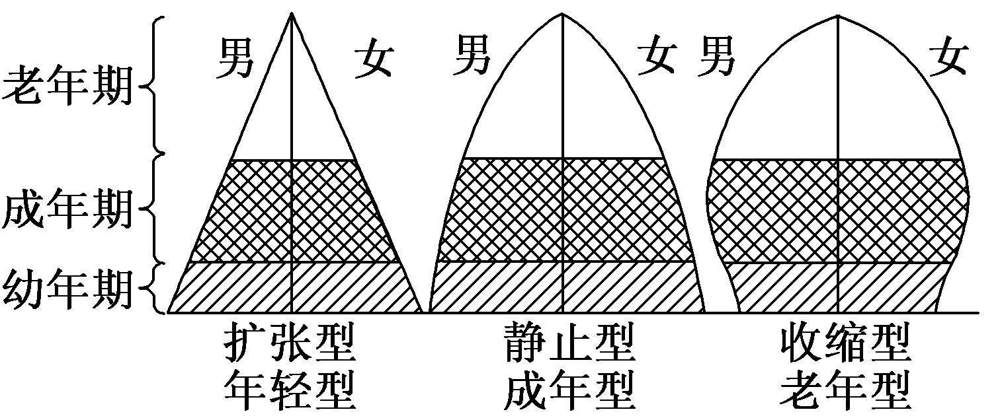 男 女 男 女 男 女
老年期
成年期
幼年期
扩张型 静止型 收缩型
年轻型 成年型 老年型